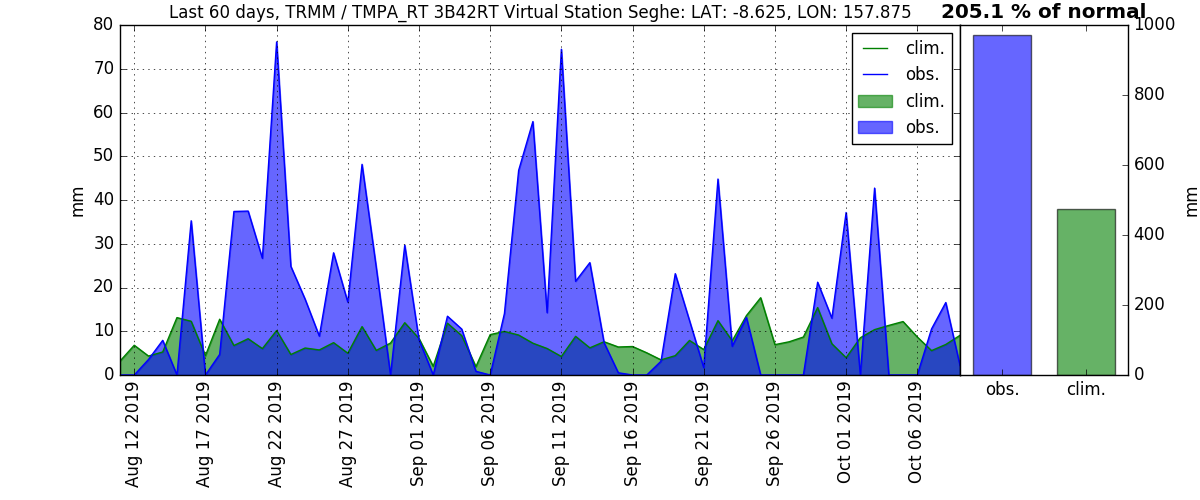 Last 60 days, TRMM / TMPA_RT 3B42RT Virtual Station Seghe: LAT: -8.625, LON: 157.875
205.1 % of normal
80
70
60
50
40
30
20
10
0
mm
clim.
obs.
clim.
obs.
1000
800
600
400
200
0
mm
Aug 12 2019
Aug 17 2019
Aug 22 2019
Aug 27 2019
Sep 01 2019
Sep 06 2019
Sep 11 2019
Sep 16 2019
Sep 21 2019
Sep 26 2019
Oct 01 2019
Oct 06 2019
obs.
clim.